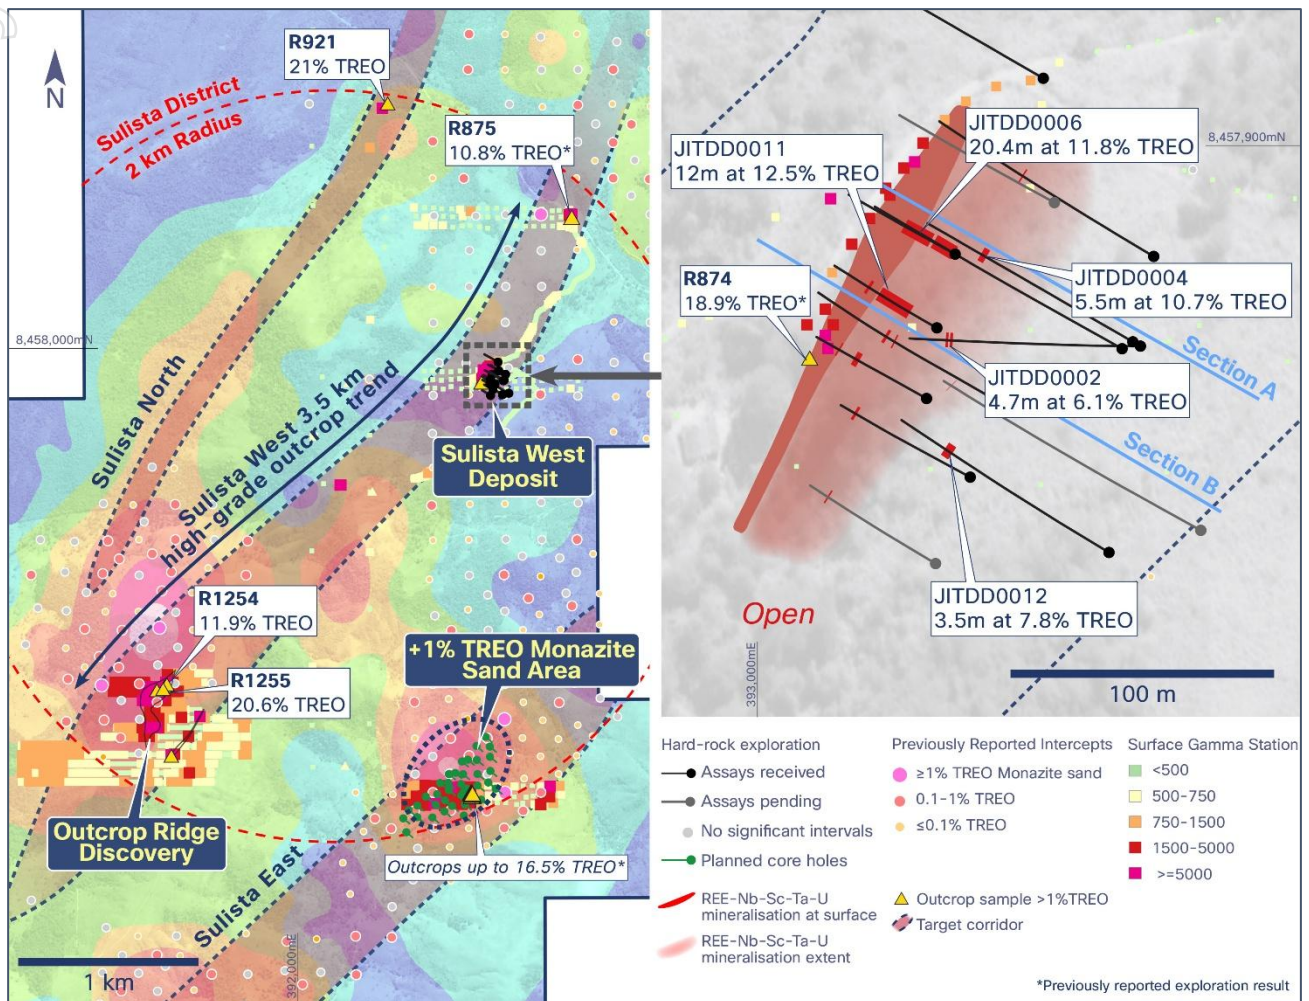 R921
21% TREO
N
Sulista District
2 km Radius
R875
10.8% TREO*
8,458,000mN
Sulista North
Sulista West 3.5 km
high-grade outcrop trend
Sulista West
Deposit
R1254
11.9% TREO
R1255
20.6% TREO
+1% TREO Monazite
Sand Area
Outcrop Ridge
Discovery
Outcrops up to 16.5% TREO*
Sulista East
392,000mE
1 km
JITDD0006
20.4m at 11.8% TREO
8,457,900mN
JITDD0011
12m at 12.5% TREO
R874
18.9% TREO*
JITDD0004
5.5m at 10.7% TREO
JITDD0002
4.7m at 6.1% TREO
Section A
Section B
JITDD0012
3.5m at 7.8% TREO
Open
393,000mE
100 m
Hard-rock exploration
Assays received
Assays pending
No significant intervals
Planned core holes
REE-Nb-Sc-Ta-U
mineralisation at surface
REE-Nb-Sc-Ta-U
mineralisation extent
Previously Reported Intercepts
≥1% TREO Monazite sand
0.1-1% TREO
≤0.1% TREO
Outcrop sample >1%TREO
Target corridor
Surface Gamma Station
<500
500-750
750-1500
1500-5000
>=5000
*Previously reported exploration result